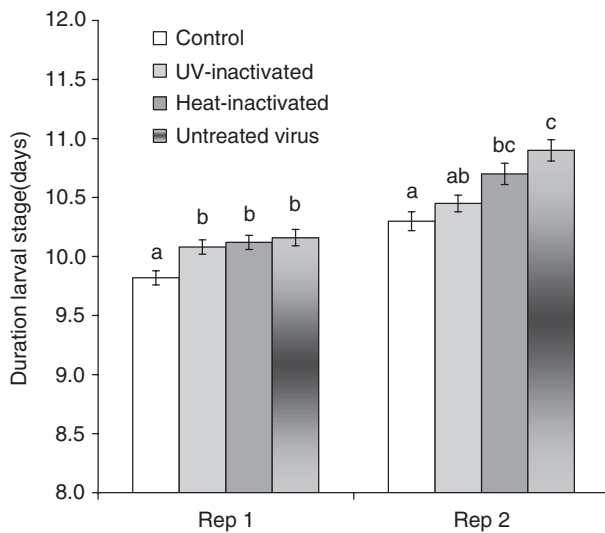 12.0
11.5
11.0
10.5
10.0
9.5
9.0
8.5
8.0
Duration larval stage(days)
Control
UV-inactivated
Heat-inactivated
Untreated virus
a
b
b
b
a
ab
bc
c
Rep 1
Rep 2